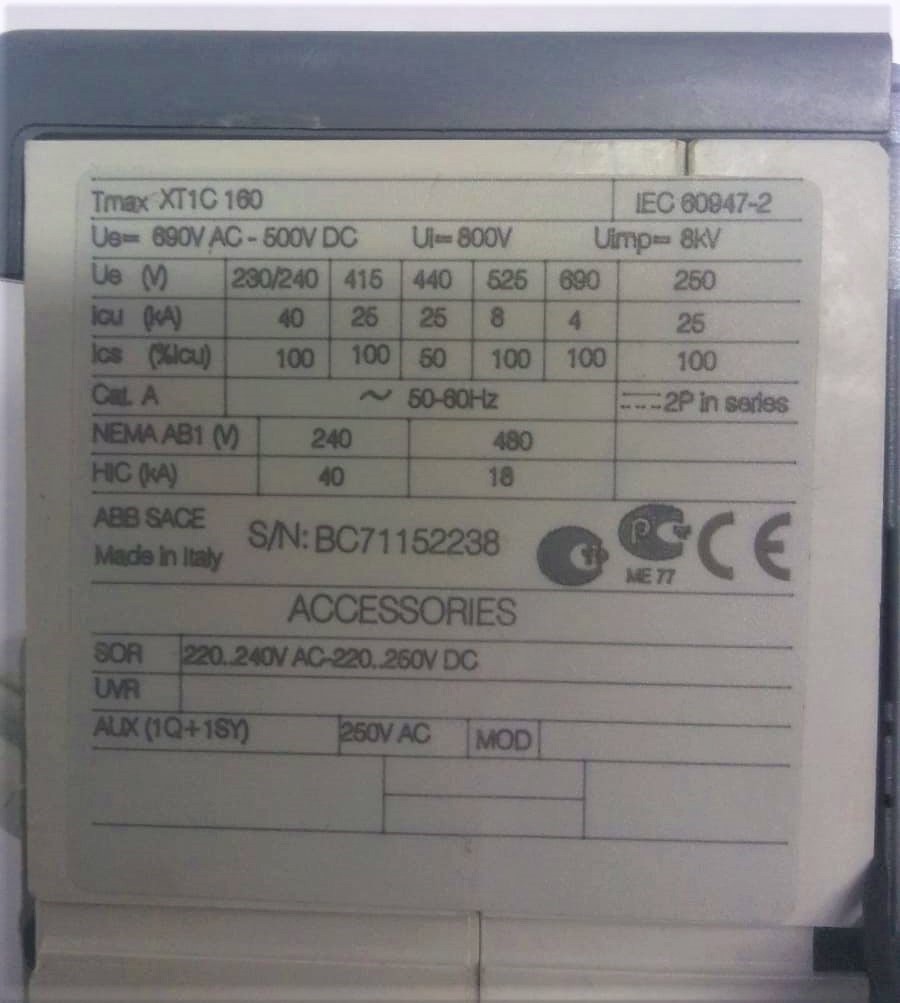 Tmax XT1C 160 IEC 60947-2
Ue= 690V AC - 500V DC Ui= 800V Uimp= 8kV
Ue (V) 230/240 415 440 525 690 250
Icu (kA) 40 25 25 8 4 25
Ics (%Icu) 100 100 50 100 100 100
Cat. A ~ 50-60Hz 2P in series
NEMA AB1 (V) 240 480
HIC (kA) 40 18
ABB SACE
Made in Italy
S/N: BC71152238
ME 77
CE
ACCESSORIES
SOR 220..240V AC-220..250V DC
UVR
AUX (1Q+1SY) 250V AC MOD